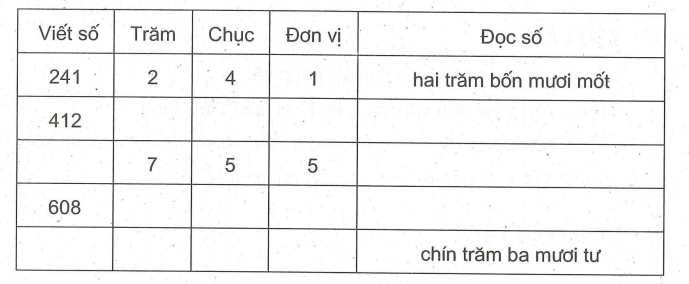 Viết số Trăm Chục Đơn vị Đọc số
241 2 4 1 hai trăm bốn mươi mốt
412
7 5 5
608
chín trăm ba mươi tư